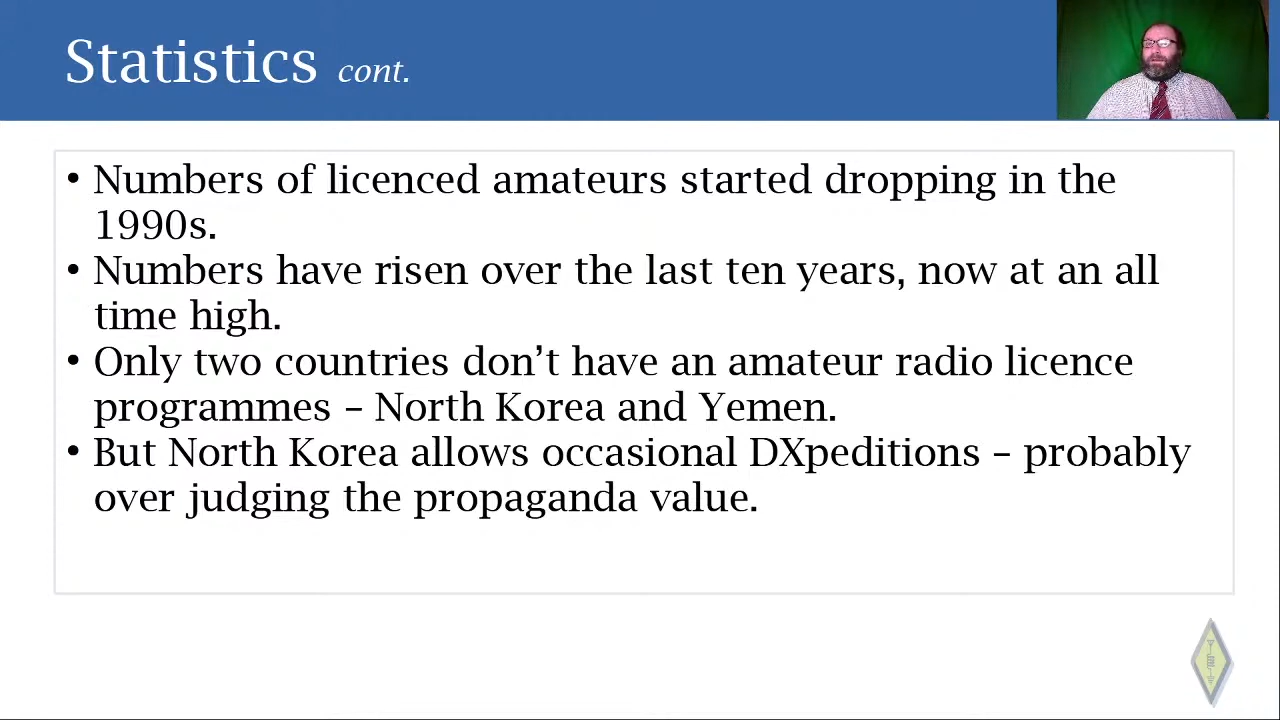 Statistics cont.
• Numbers of licenced amateurs started dropping in the
1990s.
• Numbers have risen over the last ten years, now at an all
time high.
• Only two countries don’t have an amateur radio licence
programmes – North Korea and Yemen.
• But North Korea allows occasional DXpeditions – probably
over judging the propaganda value.